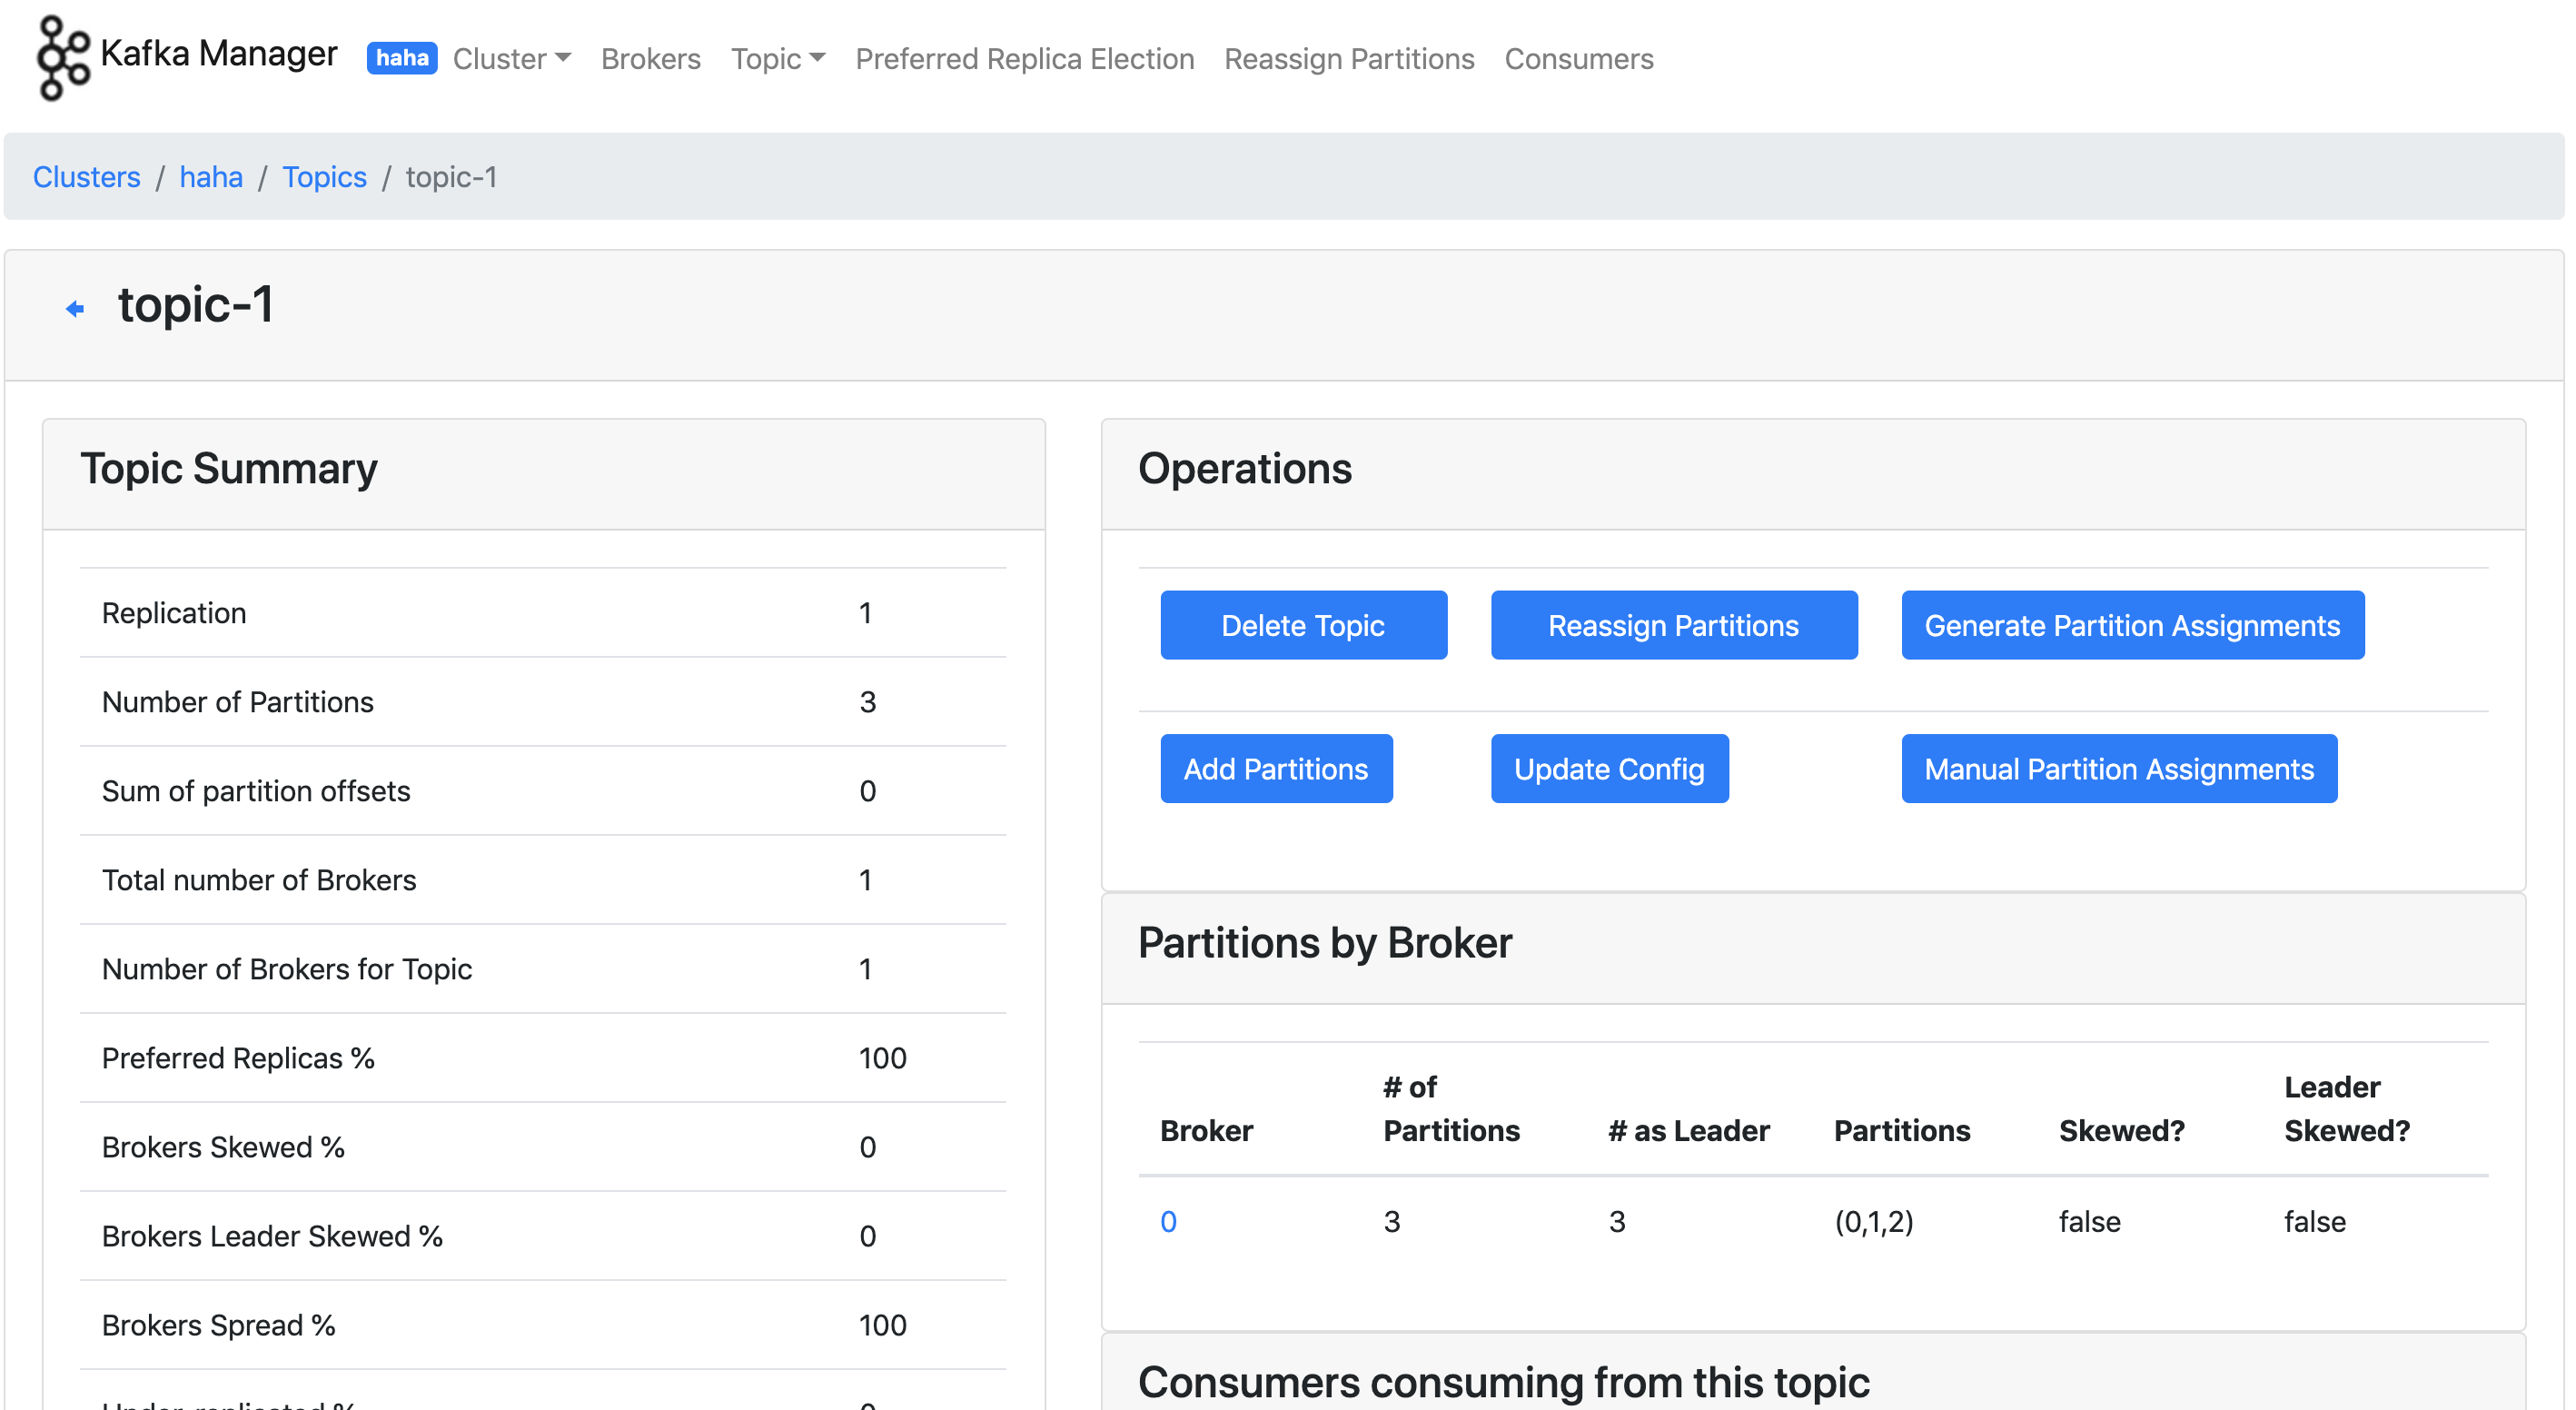 Kafka Manager haha Cluster Brokers Topic Preferred Replica Election Reassign Partitions Consumers
Clusters / haha / Topics / topic-1
topic-1
Topic Summary
Replication 1
Number of Partitions 3
Sum of partition offsets 0
Total number of Brokers 1
Number of Brokers for Topic 1
Preferred Replicas % 100
Brokers Skewed % 0
Brokers Leader Skewed % 0
Brokers Spread % 100
Under-replicated % 0
Operations
Delete Topic Reassign Partitions Generate Partition Assignments
Add Partitions Update Config Manual Partition Assignments
Partitions by Broker
Broker # of Partitions # as Leader Partitions Skewed? Leader Skewed?
0 3 3 (0,1,2) false false
Consumers consuming from this topic